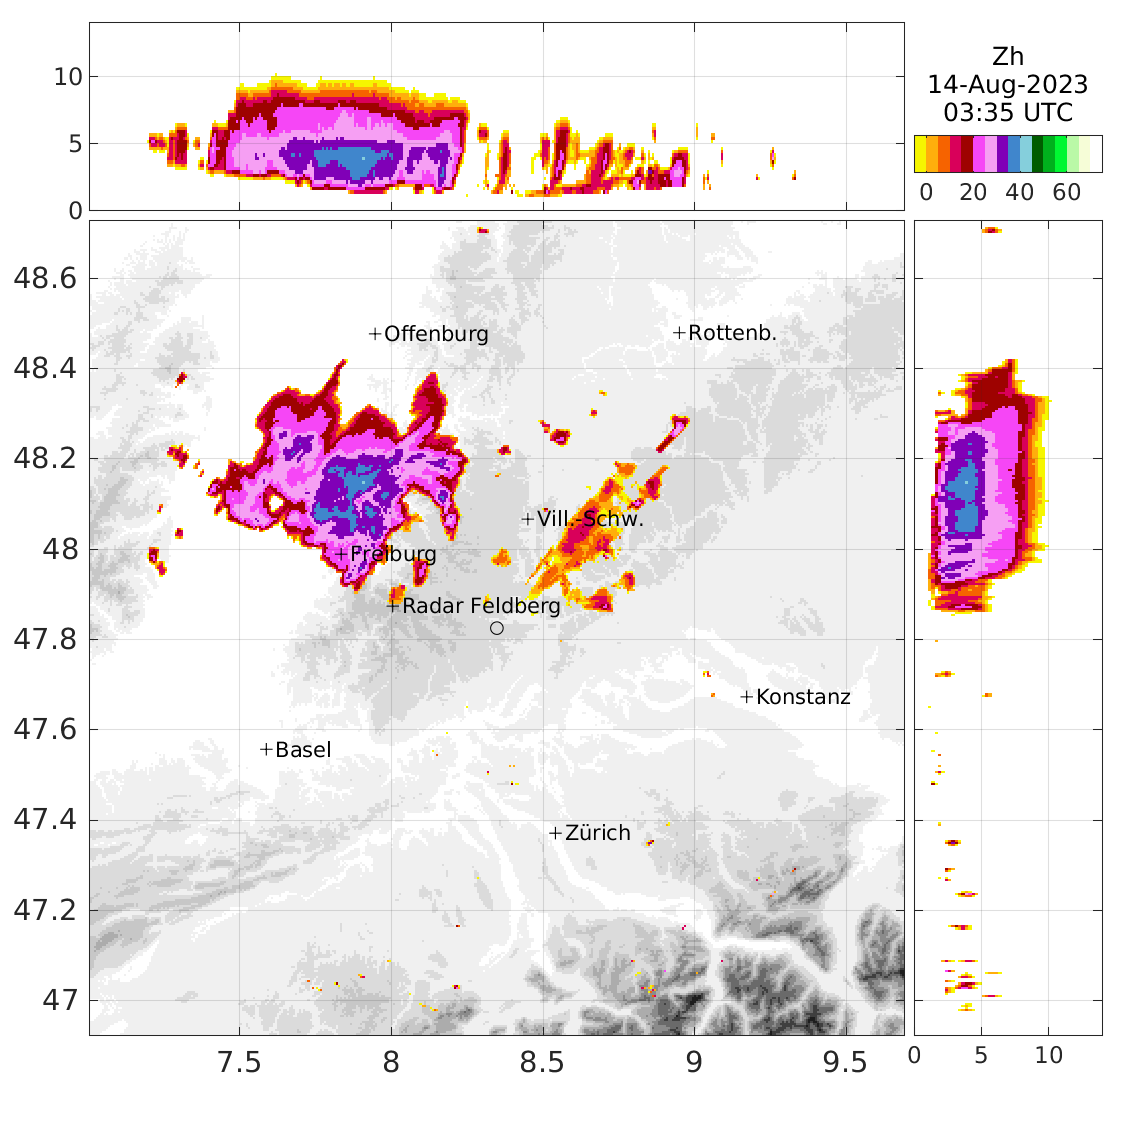 10
5
0
Zh
14-Aug-2023
03:35 UTC
0 20 40 60
48.6
48.4
48.2
48
47.8
47.6
47.4
47.2
47
Offenburg
Rottenb.
Vill.-Schw.
Freiburg
Radar Feldberg
Konstanz
Basel
Zürich
7.5 8 8.5 9 9.5
0 5 10